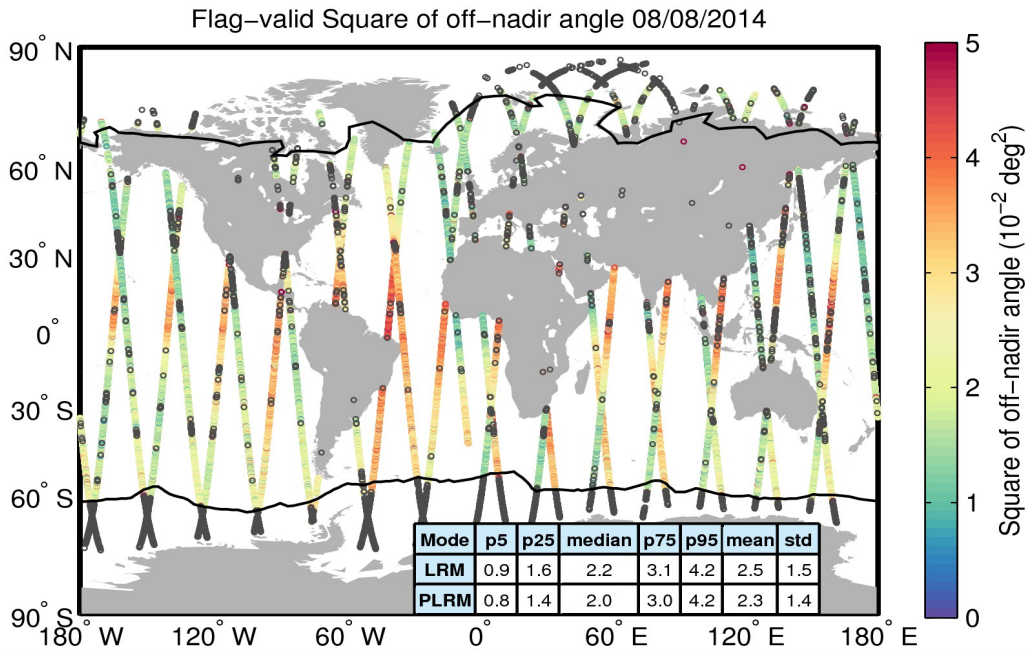 Flag−valid Square of off−nadir angle 08/08/2014
90° N
60° N
30° N
0°
30° S
60° S
90° S
180° W
120° W
60° W
0°
60° E
120° E
180° E
Mode p5 p25 median p75 p95 mean std
LRM 0.9 1.6 2.2 3.1 4.2 2.5 1.5
PLRM 0.8 1.4 2.0 3.0 4.2 2.3 1.4
5
4
3
2
1
0
Square of off−nadir angle (10⁻² deg²)